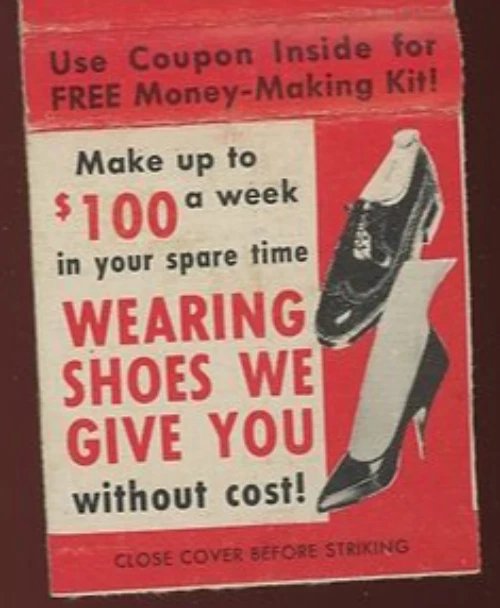 Use Coupon Inside for
FREE Money-Making Kit!
Make up to
$100 a week
in your spare time
WEARING
SHOES WE
GIVE YOU
without cost!
CLOSE COVER BEFORE STRIKING